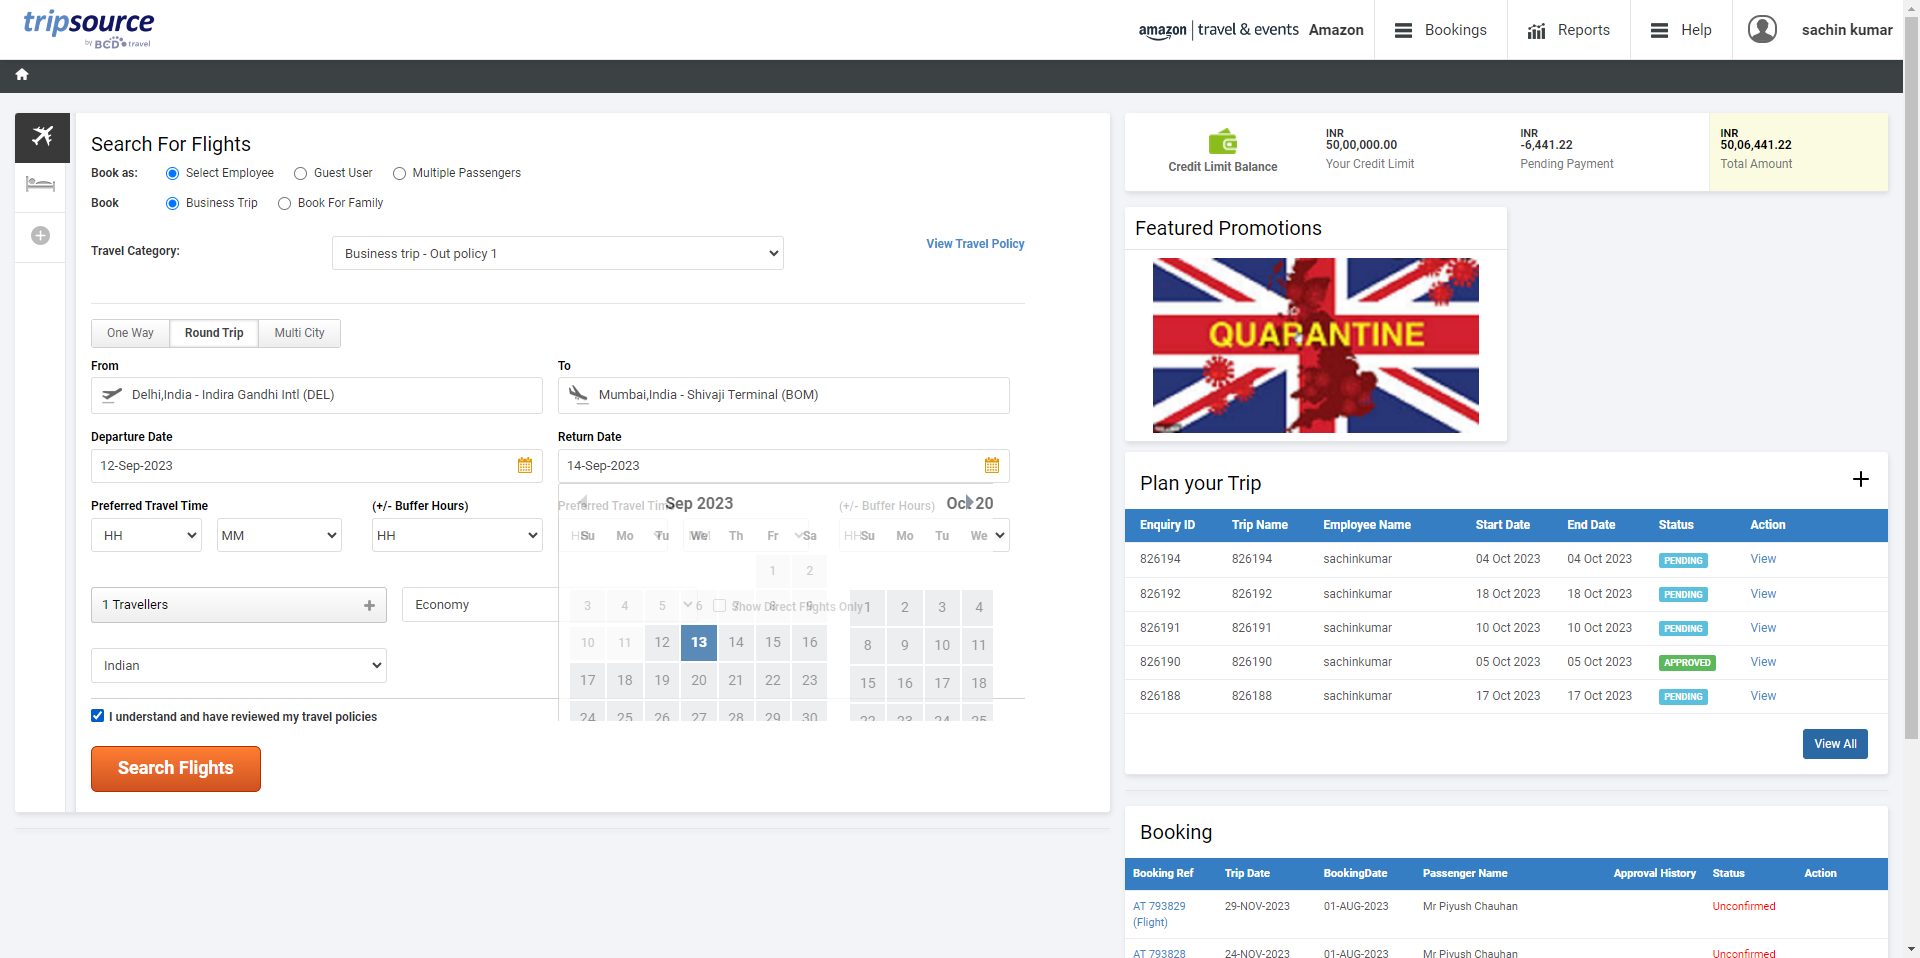 tripsource
by BCD travel
amazon | travel & events Amazon
Bookings
Reports
Help
sachin kumar
Search For Flights
Book as:
Select Employee
Guest User
Multiple Passengers
Book
Business Trip
Book For Family
Travel Category:
Business trip - Out policy 1
View Travel Policy
One Way
Round Trip
Multi City
From
To
Delhi,India - Indira Gandhi Intl (DEL)
Mumbai,India - Shivaji Terminal (BOM)
Departure Date
Return Date
12-Sep-2023
14-Sep-2023
Preferred Travel Time
(+/- Buffer Hours)
HH
MM
HH
Preferred Travel Tim
(+/- Buffer Hours)
Sep 2023
Oct 20
Su Mo Tu We Th Fr Sa
1 2
3 4 5 6 7 8 9
10 11 12 13 14 15 16
17 18 19 20 21 22 23
24 25 26 27 28 29 30
Su Mo Tu We
1 2 3 4
8 9 10 11
15 16 17 18
22 23 24 25
Show Direct Flights Only
1 Travellers
Economy
Indian
I understand and have reviewed my travel policies
Search Flights
Credit Limit Balance
INR
50,00,000.00
Your Credit Limit
INR
-6,441.22
Pending Payment
INR
50,06,441.22
Total Amount
Featured Promotions
QUARANTINE
Plan your Trip
Enquiry ID Trip Name Employee Name Start Date End Date Status Action
826194 826194 sachinkumar 04 Oct 2023 04 Oct 2023 PENDING View
826192 826192 sachinkumar 18 Oct 2023 18 Oct 2023 PENDING View
826191 826191 sachinkumar 10 Oct 2023 10 Oct 2023 PENDING View
826190 826190 sachinkumar 05 Oct 2023 05 Oct 2023 APPROVED View
826188 826188 sachinkumar 17 Oct 2023 17 Oct 2023 PENDING View
View All
Booking
Booking Ref Trip Date BookingDate Passenger Name Approval History Status Action
AT 793829 29-NOV-2023 01-AUG-2023 Mr Piyush Chauhan Unconfirmed
(Flight)
AT 793828 24-NOV-2023 01-AUG-2023 Mr Piyush Chauhan Unconfirmed